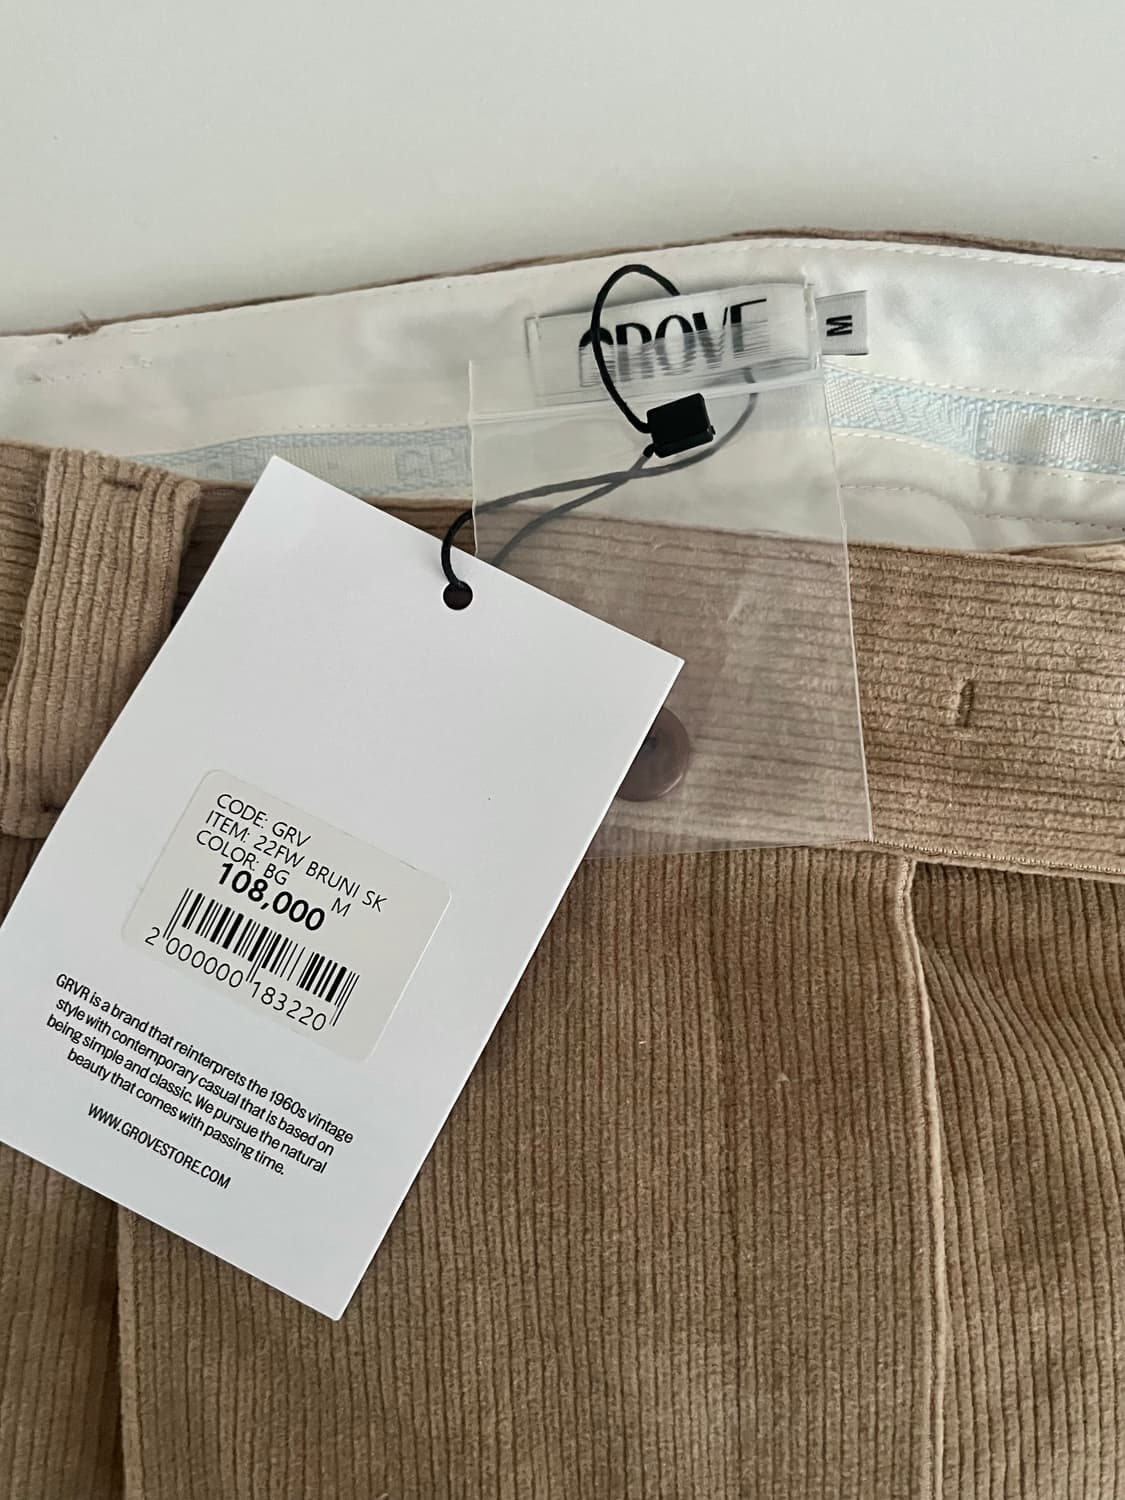 GROVE
M
CODE: GRV
ITEM: 22FW BRUNI SK
COLOR: BG
108,000 M
2 000000 183220
GRVR is a brand that reinterprets the 1960s vintage
style with contemporary casual that is based on
being simple and classic. We pursue the natural
beauty that comes with passing time.
WWW.GROVESTORE.COM